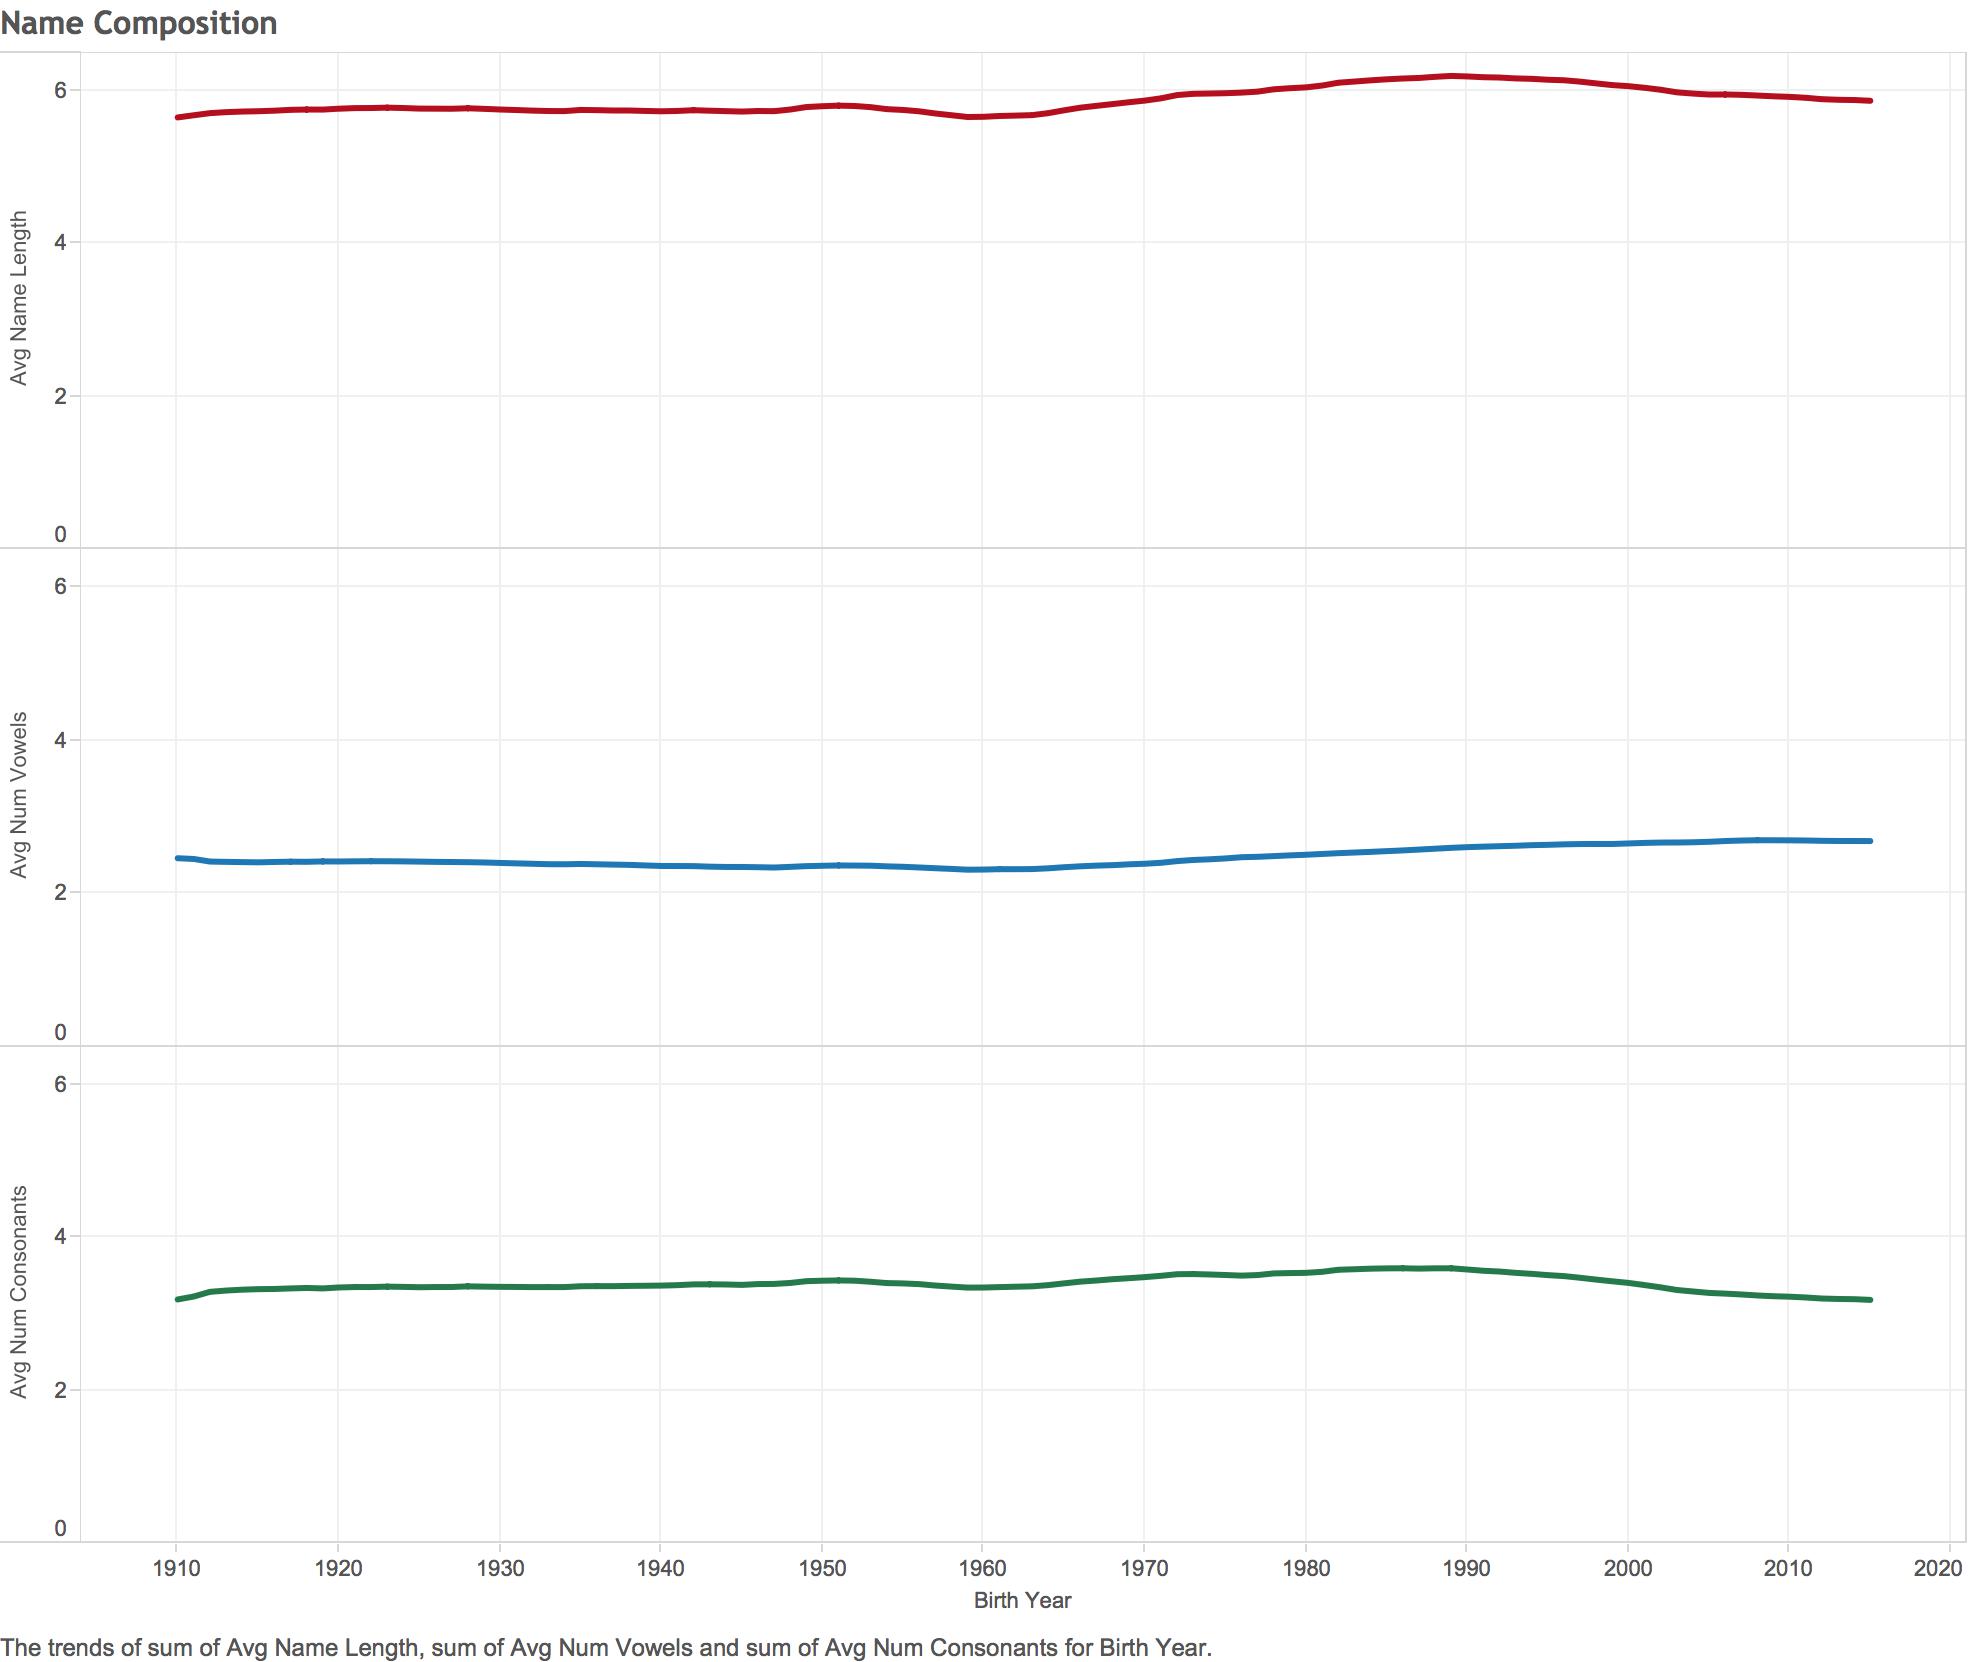 Name Composition
6
4
2
0
Avg Name Length
6
4
2
0
Avg Num Vowels
6
4
2
0
Avg Num Consonants
1910 1920 1930 1940 1950 1960 1970 1980 1990 2000 2010 2020
Birth Year
The trends of sum of Avg Name Length, sum of Avg Num Vowels and sum of Avg Num Consonants for Birth Year.